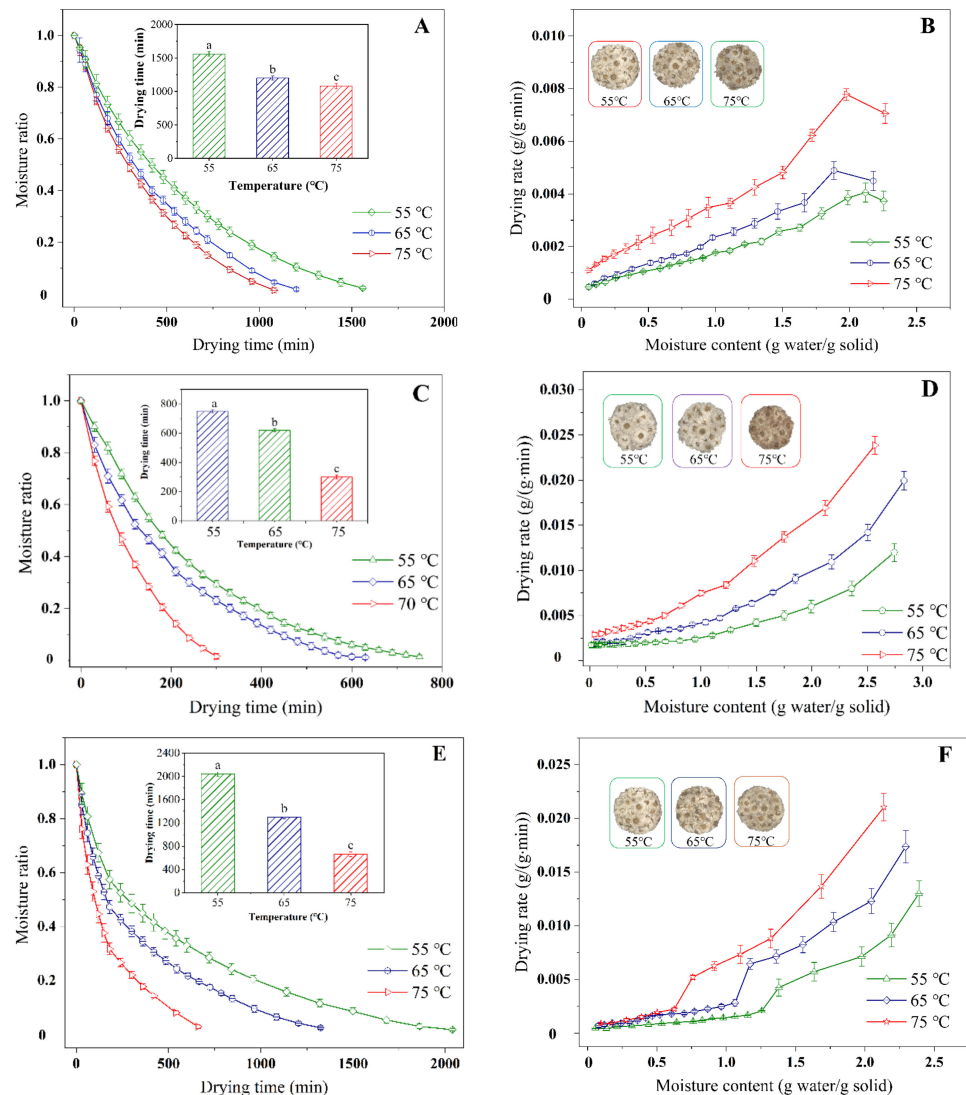 A
1.0
0.8
0.6
0.4
0.2
0
Moisture ratio
0
500
1000
1500
2000
Drying time (min)
55 °C
65 °C
75 °C
2000
1500
1000
500
0
Drying time (min)
a
b
c
55
65
75
Temperature (°C)
B
0.010
0.008
0.006
0.004
0.002
0
Drying rate (g/(g·min))
0
0.5
1.0
1.5
2.0
2.5
Moisture content (g water/g solid)
55°C
65°C
75°C
55 °C
65 °C
75 °C
C
1.0
0.8
0.6
0.4
0.2
0
Moisture ratio
0
200
400
600
800
Drying time (min)
55 °C
65 °C
70 °C
800
600
400
200
0
Drying time (min)
a
b
c
55
65
75
Temperature (°C)
D
0.030
0.025
0.020
0.015
0.010
0.005
0
Drying rate (g/(g·min))
0
0.5
1.0
1.5
2.0
2.5
3.0
Moisture content (g water/g solid)
55°C
65°C
75°C
55 °C
65 °C
75 °C
E
1.0
0.8
0.6
0.4
0.2
0.0
Moisture ratio
0
500
1000
1500
2000
Drying time (min)
55 °C
65 °C
75 °C
2400
2000
1600
1200
800
400
0
Drying time (min)
a
b
c
55
65
75
Temperature (°C)
F
0.025
0.020
0.015
0.010
0.005
0
Drying rate (g/(g·min))
0
0.5
1.0
1.5
2.0
2.5
Moisture content (g water/g solid)
55°C
65°C
75°C
55 °C
65 °C
75 °C